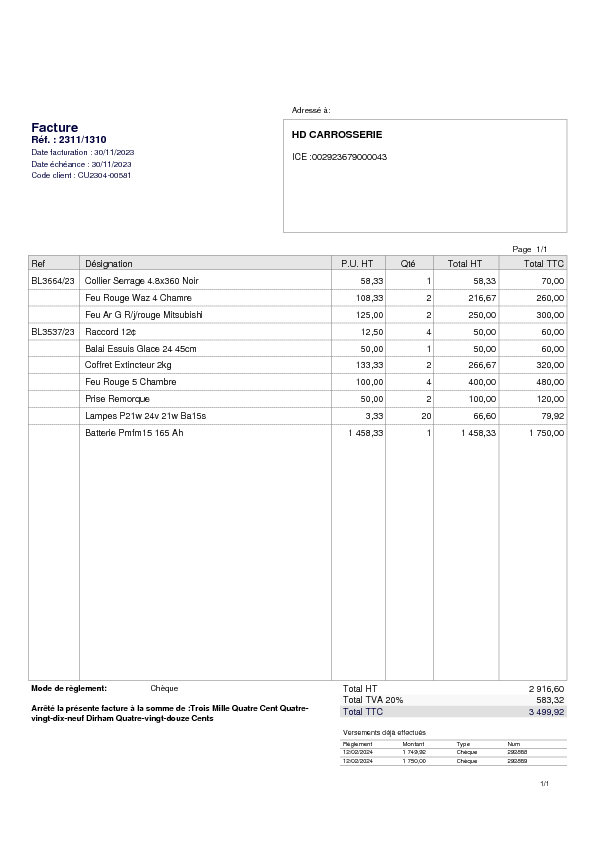 Adressé à:
Facture
Réf. : 2311/1310
Date facturation : 30/11/2023
Date échéance : 30/11/2023
Code client : CU2304-00581
HD CARROSSERIE
ICE :002923679000043
Page 1/1
Ref Désignation P.U. HT Qté Total HT Total TTC
BL3664/23 Collier Serrage 4.8x360 Noir 58,33 1 58,33 70,00
Feu Rouge Waz 4 Chamre 108,33 2 216,67 260,00
Feu Ar G R/j/rouge Mitsubishi 125,00 2 250,00 300,00
BL3537/23 Raccord 12¢ 12,50 4 50,00 60,00
Balai Essuis Glace 24 45cm 50,00 1 50,00 60,00
Coffret Extincteur 2kg 133,33 2 266,67 320,00
Feu Rouge 5 Chambre 100,00 4 400,00 480,00
Prise Remorque 50,00 2 100,00 120,00
Lampes P21w 24v 21w Ba15s 3,33 20 66,60 79,92
Batterie Pmfm15 165 Ah 1 458,33 1 1 458,33 1 750,00
Mode de règlement: Chèque
Arrêté la présente facture à la somme de :Trois Mille Quatre Cent Quatre-
vingt-dix-neuf Dirham Quatre-vingt-douze Cents
Total HT 2 916,60
Total TVA 20% 583,32
Total TTC 3 499,92
Versements déjà effectués
Règlement Montant Type Num
12/02/2024 1 749,92 Chèque 292888
12/02/2024 1 750,00 Chèque 292889
1/1